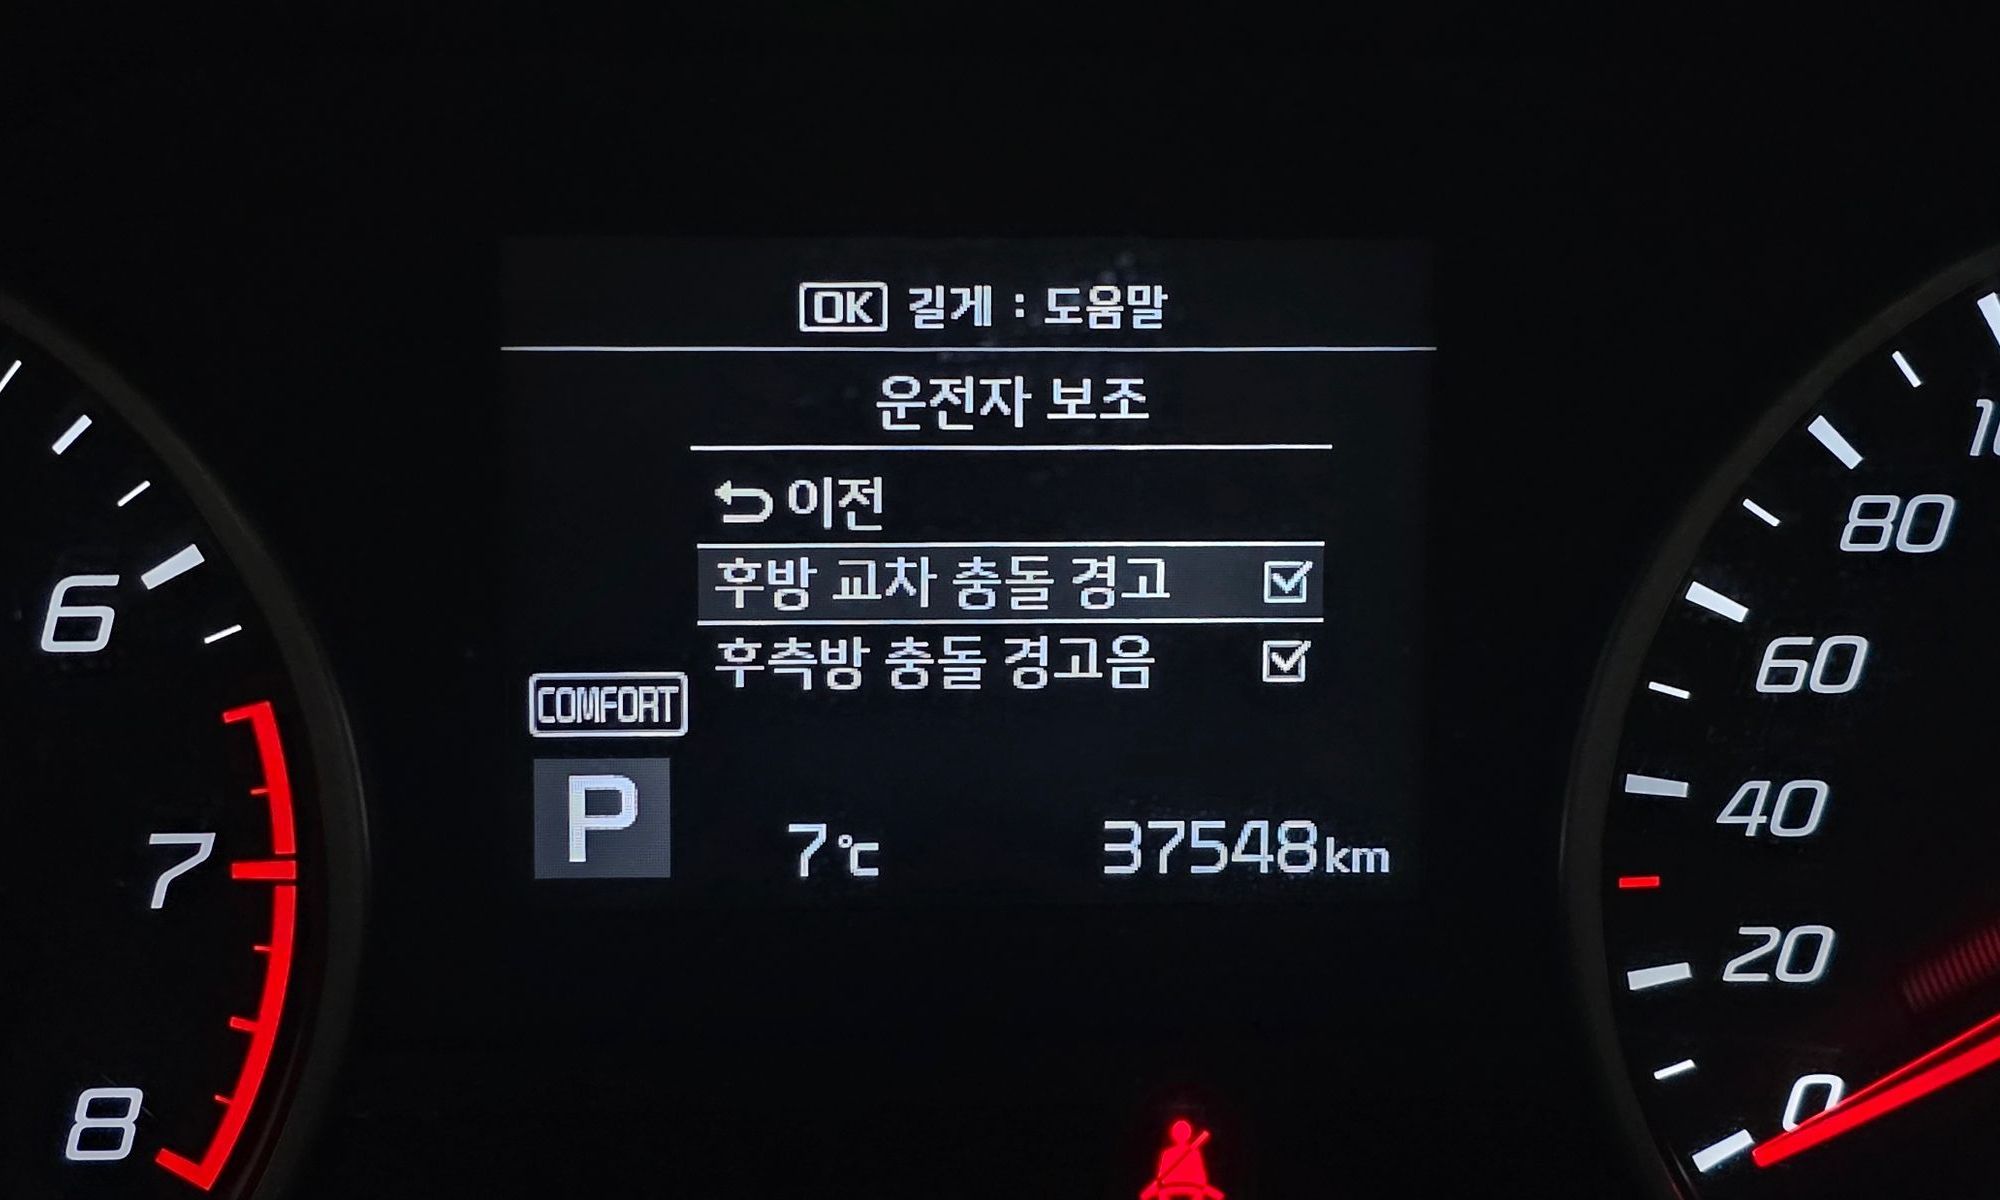 OK 길게 : 도움말
운전자 보조
이전
후방 교차 충돌 경고
후측방 충돌 경고음
COMFORT
P
7℃ 37548km
6
7
8
80
60
40
20
0